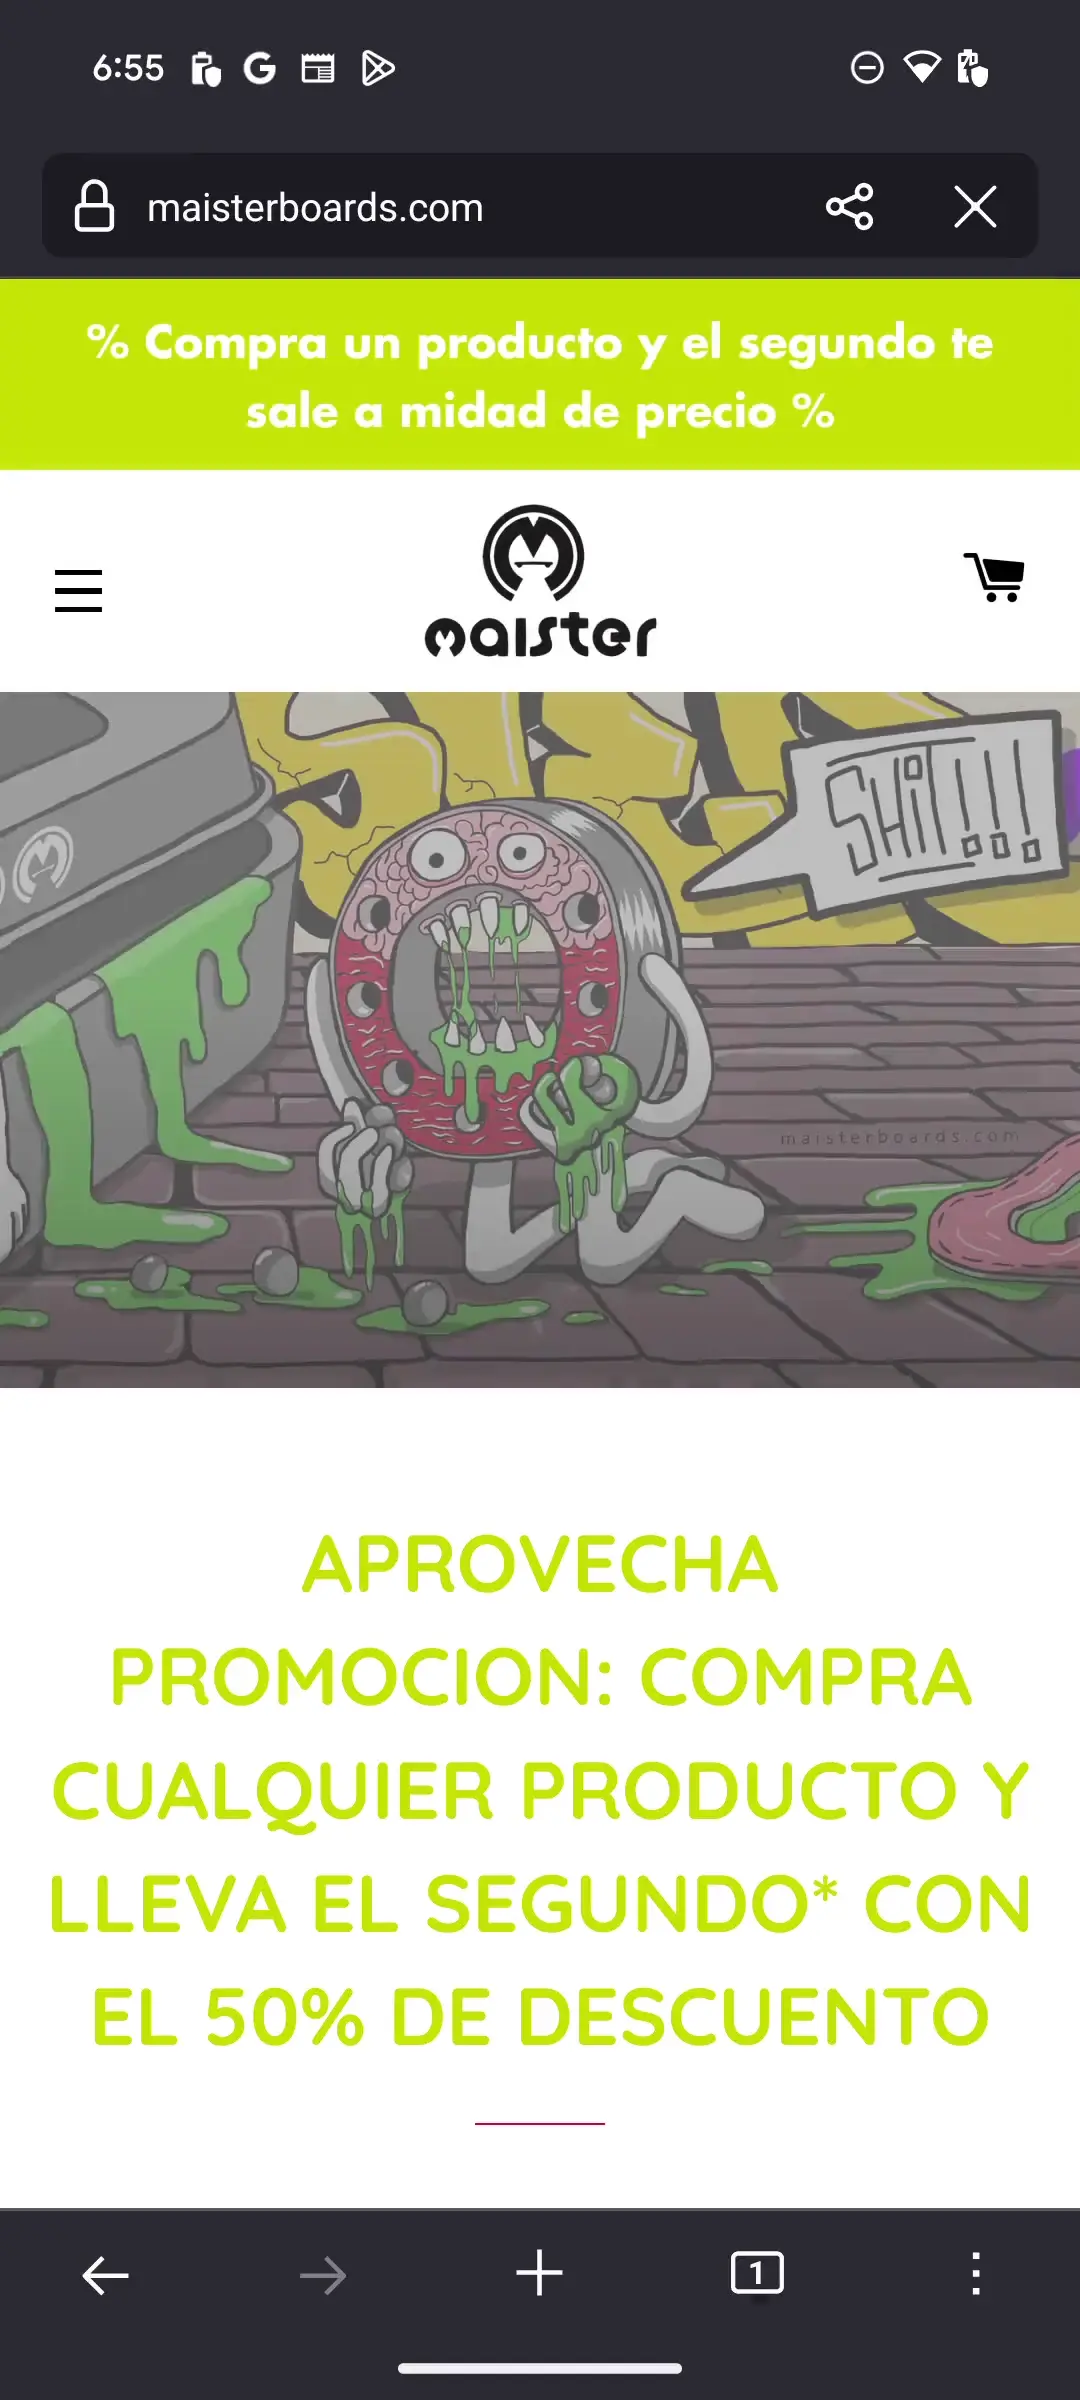 6:55
maisterboards.com
% Compra un producto y el segundo te
sale a midad de precio %
maister
SHIT!!!
maisterboards.com
APROVECHA
PROMOCION: COMPRA
CUALQUIER PRODUCTO Y
LLEVA EL SEGUNDO* CON
EL 50% DE DESCUENTO
1